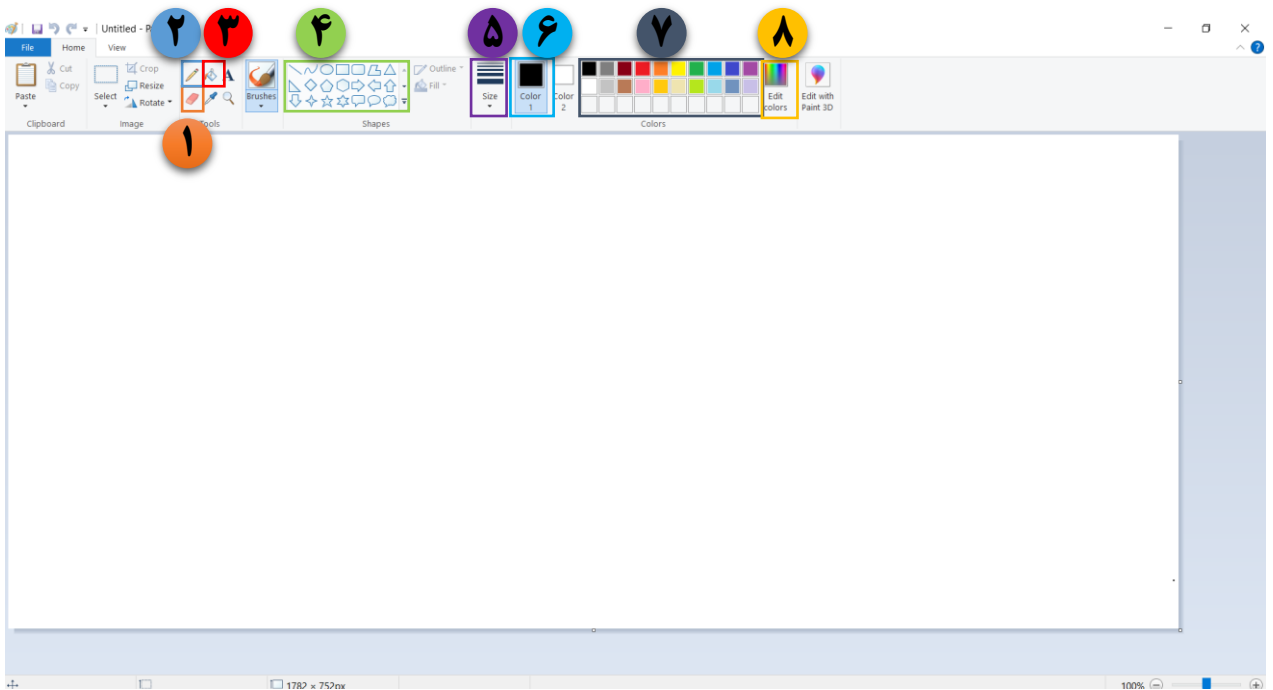 ۲ ۳ ۴ ۵ ۶ ۷ ۸
Untitled - P
File Home View
Cut Crop Outline
Copy Resize Fill
Paste Select Rotate A Brushes Size Color 1 Color 2 Edit colors Edit with Paint 3D
Clipboard Image Tools Shapes Colors
۱
1782 × 752px 100%